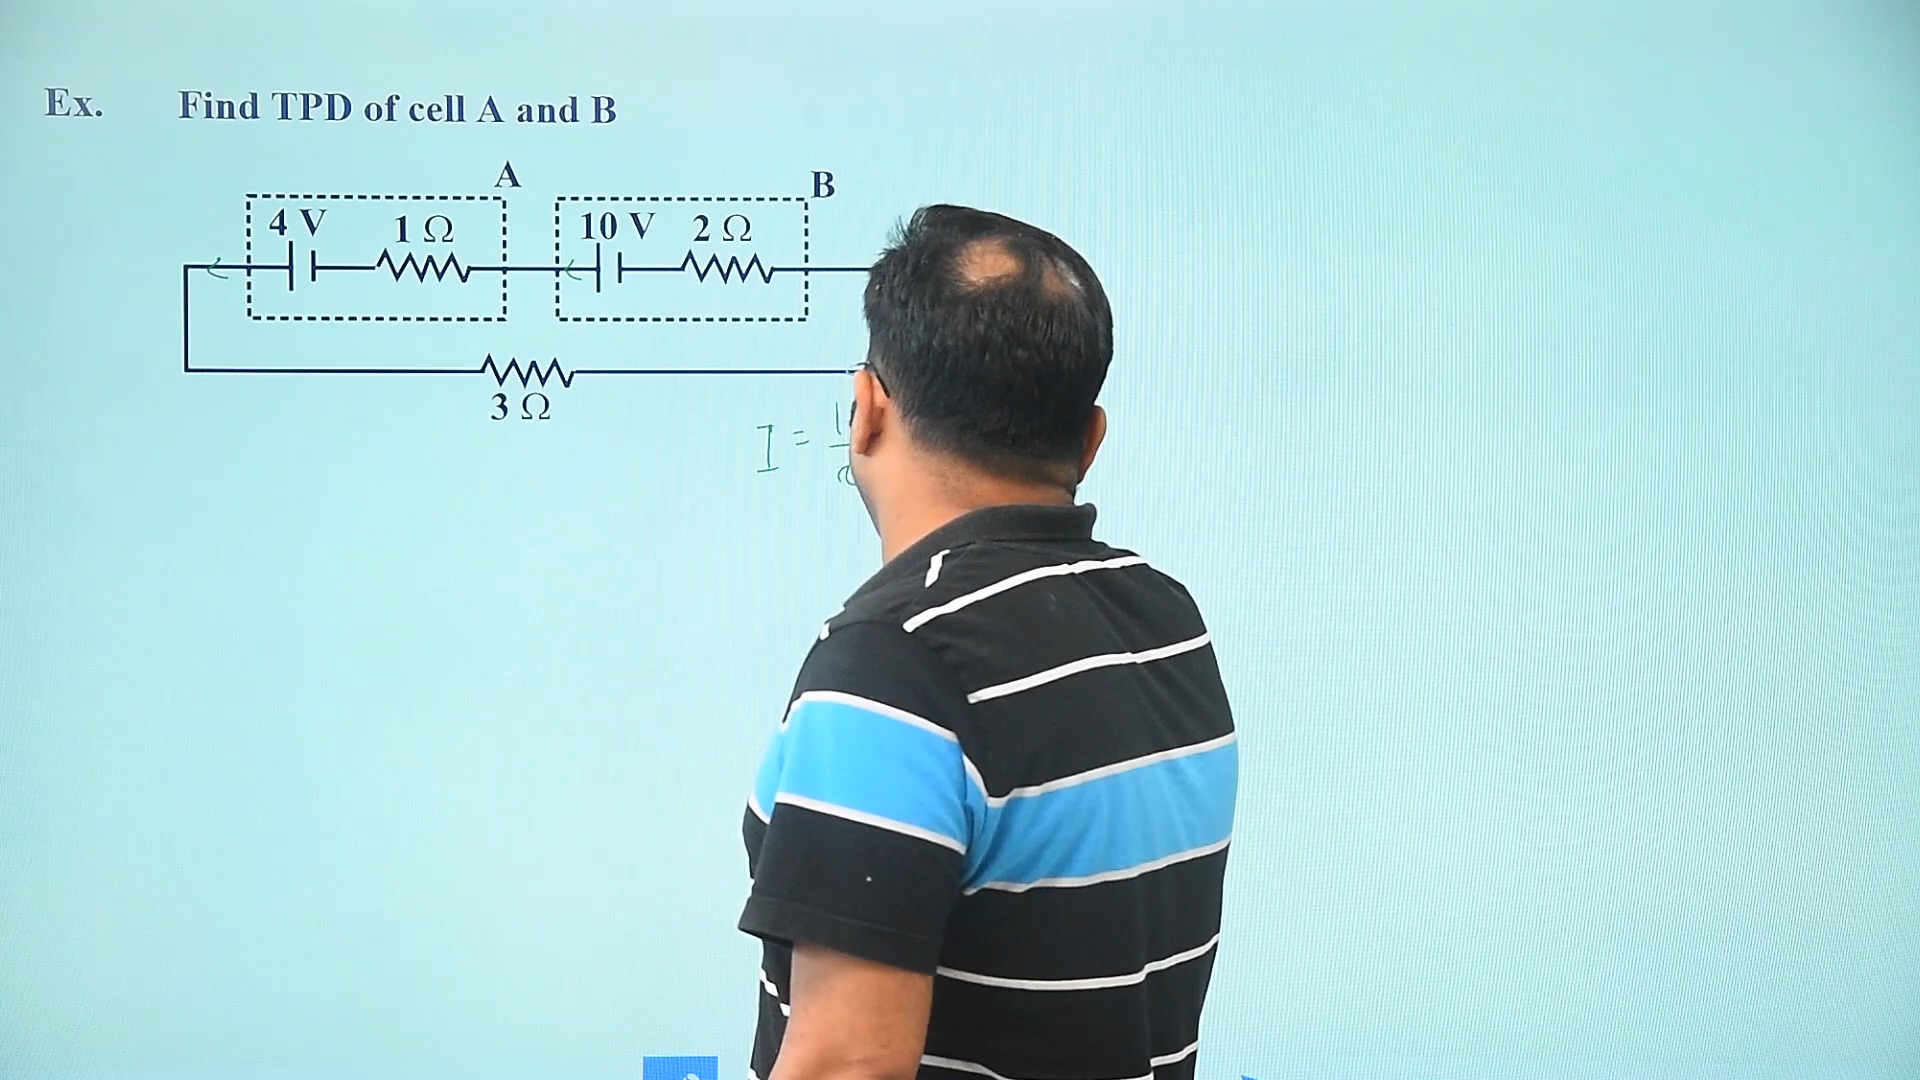 Ex. Find TPD of cell A and B
A
B
4 V 1 Ω 10 V 2 Ω
3 Ω
I =